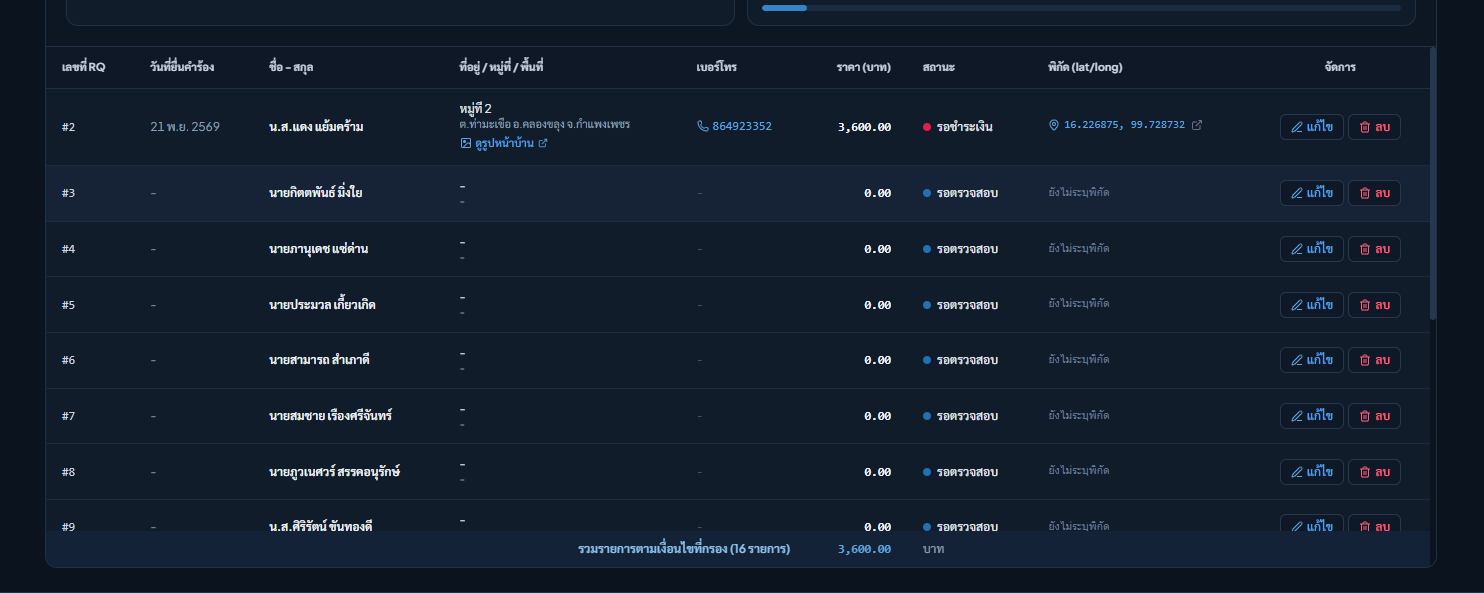 เลขที่ RQ วันที่ยื่นคำร้อง ชื่อ – สกุล ที่อยู่ / หมู่ที่ / พื้นที่ เบอร์โทร ราคา (บาท) สถานะ พิกัด (lat/long) จัดการ
#2 21 พ.ย. 2569 น.ส.แดง แย้มคร้าม หมู่ที่ 2 864923352 3,600.00 รอชำระเงิน 16.226875, 99.728732 แก้ไข ลบ
ต.ท่ามะเขือ อ.คลองขลุง จ.กำแพงเพชร
ดูรูปหน้าบ้าน
#3 – นายกิตตพันธ์ มิ่งใย – – - 0.00 รอตรวจสอบ ยังไม่ระบุพิกัด แก้ไข ลบ
#4 – นายภานุเดช แซ่ด่าน – – - 0.00 รอตรวจสอบ ยังไม่ระบุพิกัด แก้ไข ลบ
#5 – นายประมวล เกี้ยวเกิด – – - 0.00 รอตรวจสอบ ยังไม่ระบุพิกัด แก้ไข ลบ
#6 – นายสามารถ สำเภาดี – – - 0.00 รอตรวจสอบ ยังไม่ระบุพิกัด แก้ไข ลบ
#7 – นายสมชาย เรืองศรีจันทร์ – – - 0.00 รอตรวจสอบ ยังไม่ระบุพิกัด แก้ไข ลบ
#8 – นายภูวเนศวร์ สรรคอนุรักษ์ – – - 0.00 รอตรวจสอบ ยังไม่ระบุพิกัด แก้ไข ลบ
#9 – น.ส.ศิริรัตน์ ขันทองดี – - 0.00 รอตรวจสอบ ยังไม่ระบุพิกัด แก้ไข ลบ
รวมรายการตามเงื่อนไขที่กรอง (16 รายการ) 3,600.00 บาท